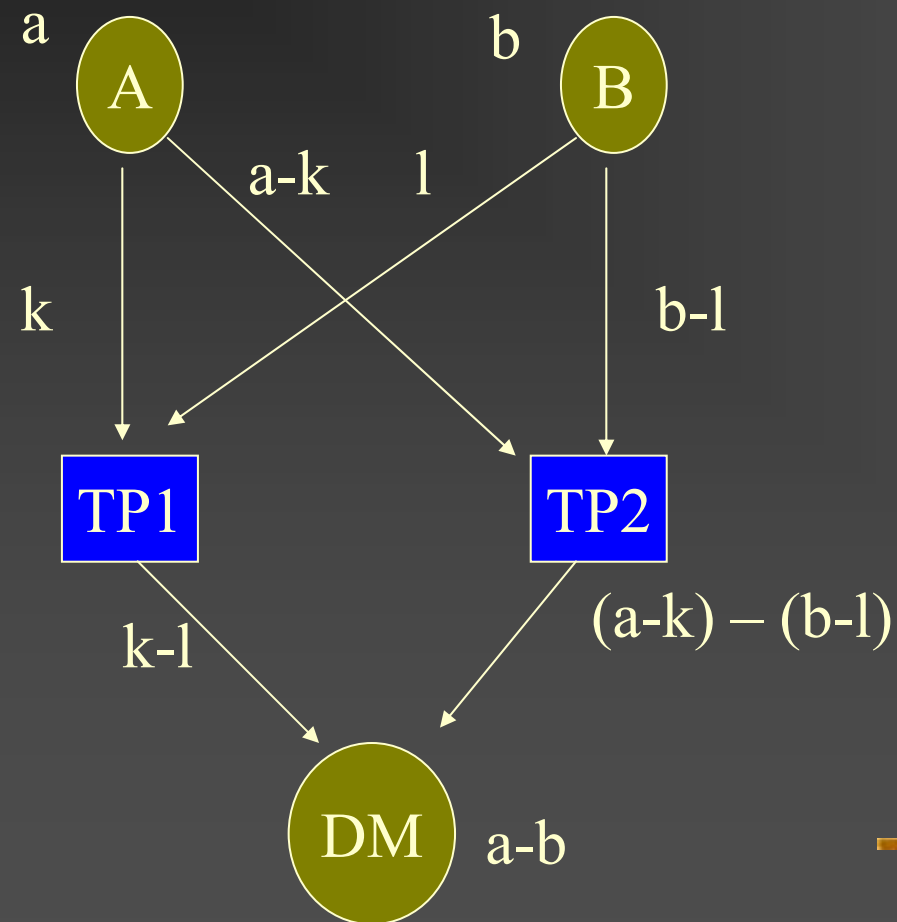 a
b
A
B
a-k
l
k
b-l
TP1
TP2
(a-k) – (b-l)
k-l
DM
a-b